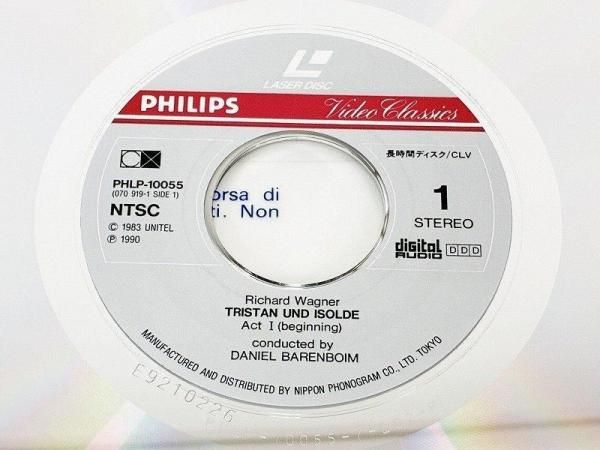 LASER DISC
PHILIPS Video Classics
長時間ディスク/CLV
PHLP-10055
(070 919-1 SIDE 1)
NTSC
© 1983 UNITEL
℗ 1990
orsa di
ti. Non
1
STEREO
digital AUDIO
DDD
Richard Wagner
TRISTAN UND ISOLDE
Act I (beginning)
conducted by
DANIEL BARENBOIM
MANUFACTURED AND DISTRIBUTED BY NIPPON PHONOGRAM CO., LTD. TOKYO
E9210226